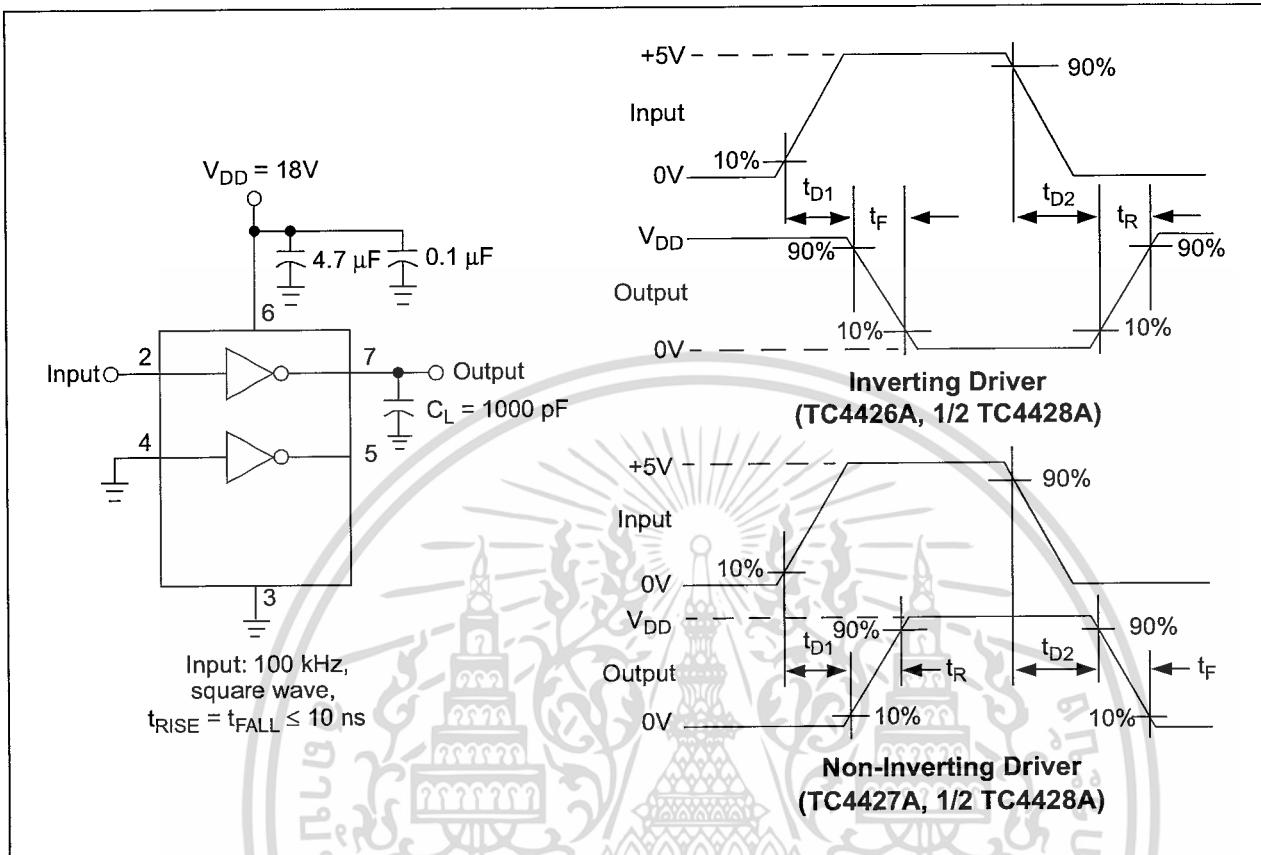 V_DD = 18V
4.7 μF
0.1 μF
6
Input
2
7
Output
C_L = 1000 pF
4
5
3
Input: 100 kHz,
square wave,
t_RISE = t_FALL ≤ 10 ns
+5V
90%
Input
10%
0V
t_D1
t_F
t_D2
t_R
V_DD
90%
90%
Output
10%
10%
0V
Inverting Driver
(TC4426A, 1/2 TC4428A)
+5V
90%
Input
10%
0V
V_DD
90%
90%
t_D1
t_D2
Output
t_R
t_F
0V
10%
10%
Non-Inverting Driver
(TC4427A, 1/2 TC4428A)